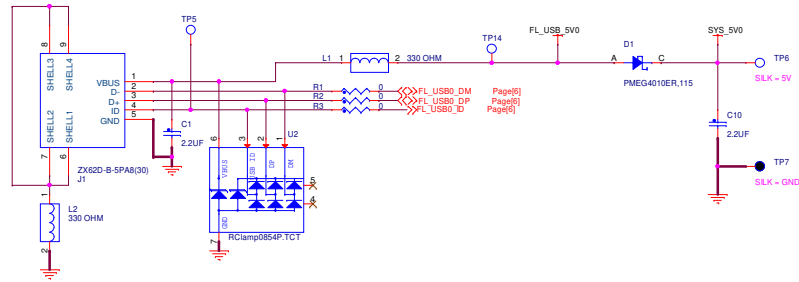 TP5
TP14
FL_USB_5V0
SYS_5V0
8
9
SHELL3
SHELL4
L1
1
2
330 OHM
D1
A
C
TP6
VBUS
1
D-
2
D+
3
ID
4
GND
5
PMEG4010ER,115
SILK = 5V
R1
0
FL_USB0_DM
Page[6]
R2
0
FL_USB0_DP
Page[6]
R3
0
FL_USB0_ID
Page[6]
SHELL2
SHELL1
7
6
C1
2.2UF
U2
6
3
2
1
C10
2.2UF
ZX62D-B-5PA8(30)
J1
VBUS
USB ID
DP
DM
TP7
SILK = GND
5
4
1
L2
330 OHM
2
GND
7
RClamp0854P.TCT